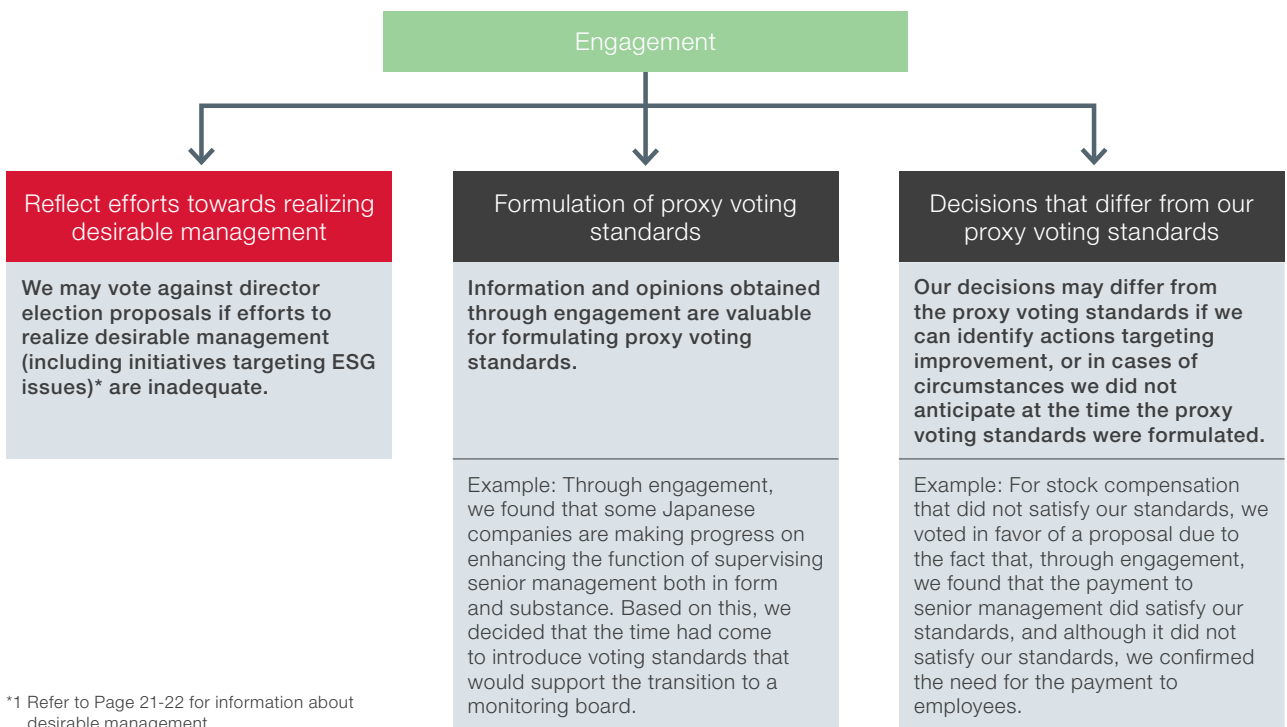 Engagement
Reflect efforts towards realizing
desirable management
We may vote against director
election proposals if efforts to
realize desirable management
(including initiatives targeting ESG
issues)* are inadequate.
Formulation of proxy voting
standards
Information and opinions obtained
through engagement are valuable
for formulating proxy voting
standards.
Example: Through engagement,
we found that some Japanese
companies are making progress on
enhancing the function of supervising
senior management both in form
and substance. Based on this, we
decided that the time had come
to introduce voting standards that
would support the transition to a
monitoring board.
Decisions that differ from our
proxy voting standards
Our decisions may differ from
the proxy voting standards if we
can identify actions targeting
improvement, or in cases of
circumstances we did not
anticipate at the time the proxy
voting standards were formulated.
Example: For stock compensation
that did not satisfy our standards, we
voted in favor of a proposal due to
the fact that, through engagement,
we found that the payment to
senior management did satisfy our
standards, and although it did not
satisfy our standards, we confirmed
the need for the payment to
employees.
*1 Refer to Page 21-22 for information about
desirable management